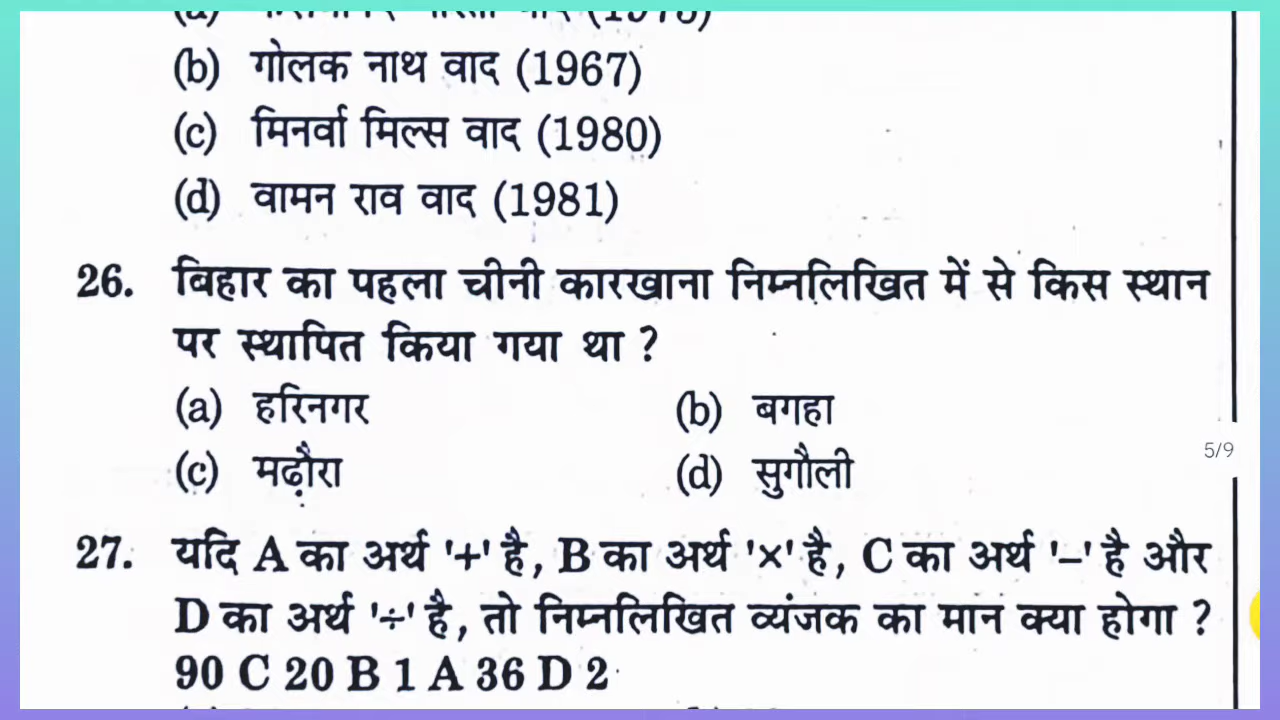 (b) गोलक नाथ वाद (1967)
(c) मिनर्वा मिल्स वाद (1980)
(d) वामन राव वाद (1981)
26. बिहार का पहला चीनी कारखाना निम्नलिखित में से किस स्थान
पर स्थापित किया गया था ?
(a) हरिनगर (b) बगहा
(c) मढ़ौरा (d) सुगौली
5/9
27. यदि A का अर्थ '+' है, B का अर्थ '×' है, C का अर्थ '–' है और
D का अर्थ '÷' है, तो निम्नलिखित व्यंजक का मान क्या होगा ?
90 C 20 B 1 A 36 D 2